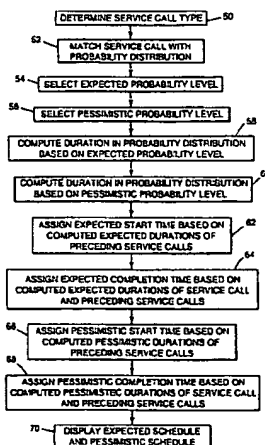 DETERMINE SERVICE CALL TYPE
50
52
MATCH SERVICE CALL WITH
PROBABILITY DISTRIBUTION
54
SELECT EXPECTED PROBABILITY LEVEL
56
SELECT PESSIMISTIC PROBABILITY LEVEL
58
COMPUTE DURATION IN PROBABILITY DISTRIBUTION
BASED ON EXPECTED PROBABILITY LEVEL
COMPUTE DURATION IN PROBABILITY DISTRIBUTION
BASED ON PESSIMISTIC PROBABILITY LEVEL
62
ASSIGN EXPECTED START TIME BASED ON
COMPUTED EXPECTED DURATIONS OF
PRECEDING SERVICE CALLS
64
ASSIGN EXPECTED COMPLETION TIME BASED ON
COMPUTED EXPECTED DURATIONS OF SERVICE CALL
AND PRECEDING SERVICE CALLS
66
ASSIGN PESSIMISTIC START TIME BASED ON
COMPUTED PESSIMISTIC DURATIONS OF
PRECEDING SERVICE CALLS
68
ASSIGN PESSIMISTIC COMPLETION TIME BASED ON
COMPUTED PESSIMISTIC DURATIONS OF SERVICE CALL
AND PRECEDING SERVICE CALLS
70
DISPLAY EXPECTED SCHEDULE
AND PESSIMISTIC SCHEDULE